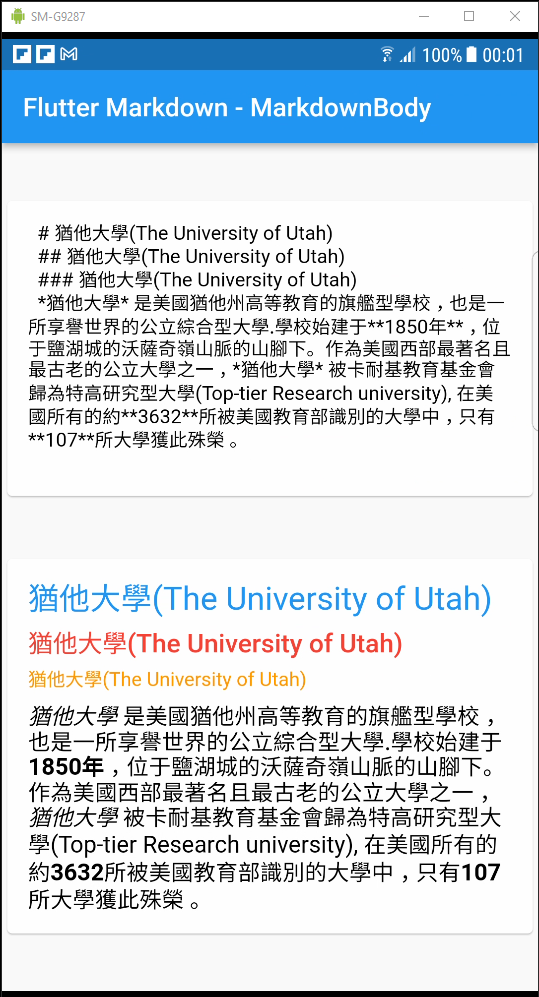 SM-G9287
100% 00:01
Flutter Markdown - MarkdownBody
# 猶他大學(The University of Utah)
## 猶他大學(The University of Utah)
### 猶他大學(The University of Utah)
*猶他大學* 是美國猶他州高等教育的旗艦型學校，也是一
所享譽世界的公立綜合型大學.學校始建于**1850年**，位
于鹽湖城的沃薩奇嶺山脈的山腳下。作為美國西部最著名且
最古老的公立大學之一，*猶他大學* 被卡耐基教育基金會
歸為特高研究型大學(Top-tier Research university), 在美
國所有的約**3632**所被美國教育部識別的大學中，只有
**107**所大學獲此殊榮。
猶他大學(The University of Utah)
猶他大學(The University of Utah)
猶他大學(The University of Utah)
猶他大學 是美國猶他州高等教育的旗艦型學校，
也是一所享譽世界的公立綜合型大學.學校始建于
1850年，位于鹽湖城的沃薩奇嶺山脈的山腳下。
作為美國西部最著名且最古老的公立大學之一，
猶他大學 被卡耐基教育基金會歸為特高研究型大
學(Top-tier Research university), 在美國所有的
約3632所被美國教育部識別的大學中，只有107
所大學獲此殊榮。